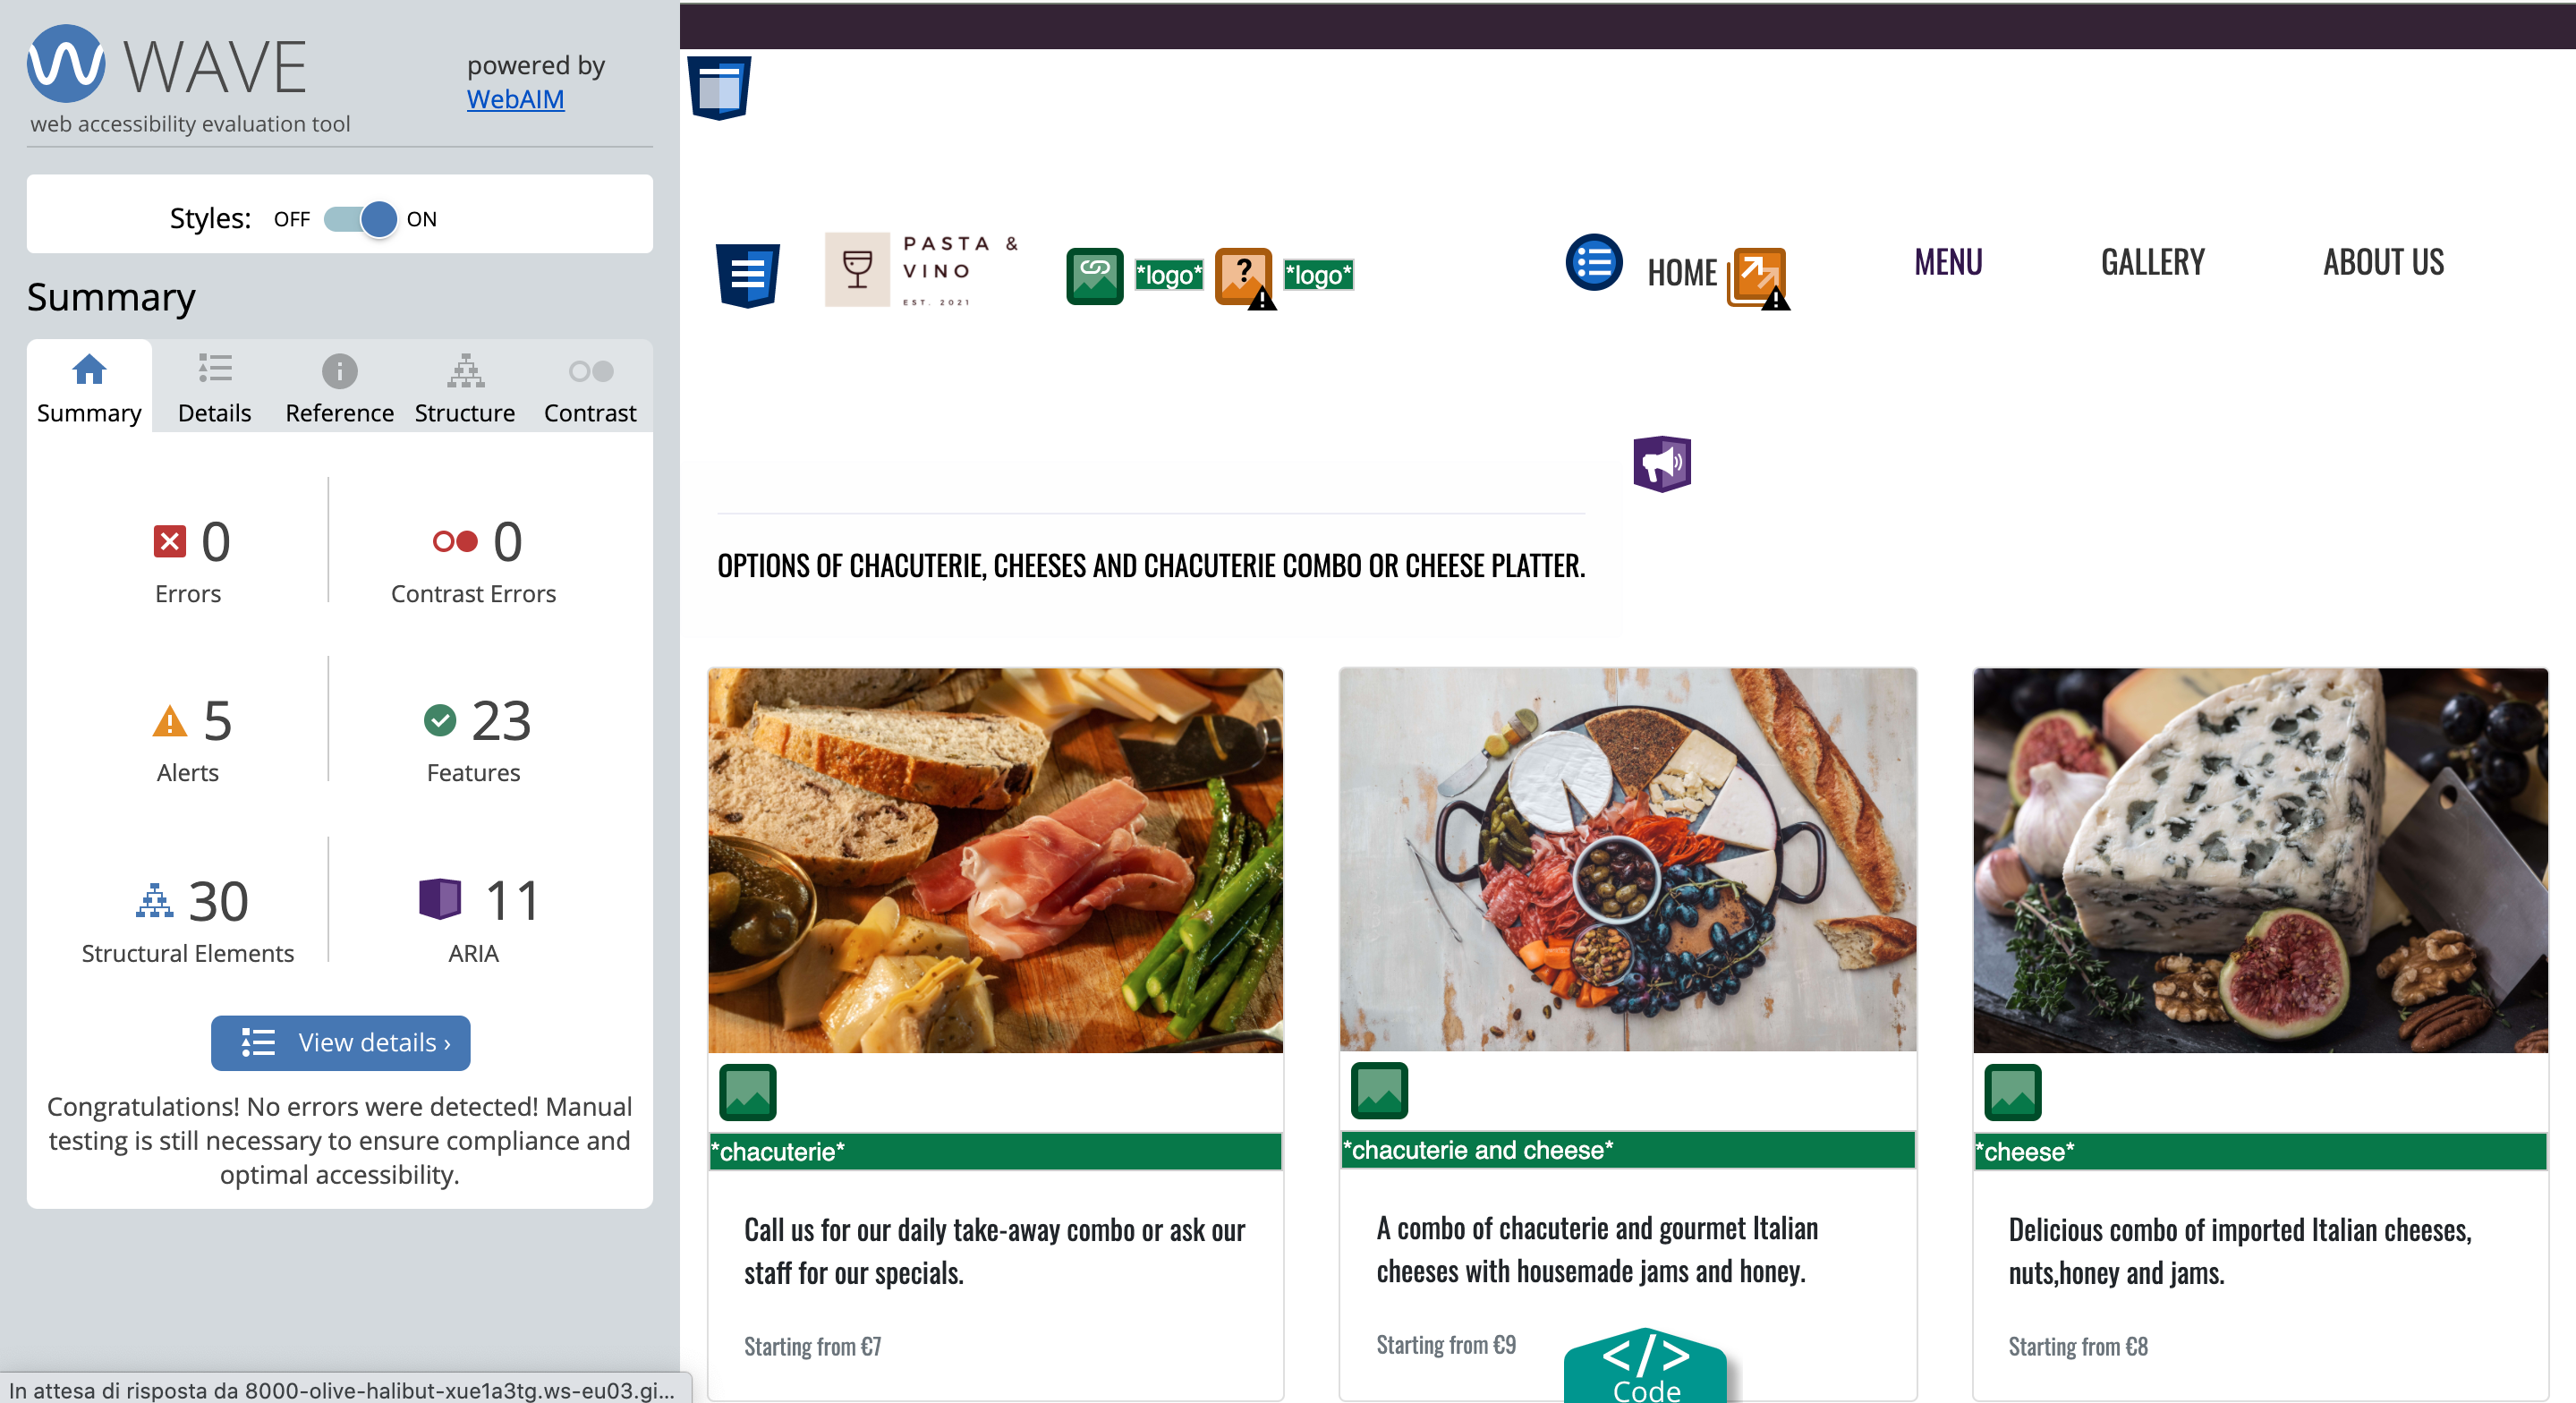 WAVE
powered by
WebAIM
web accessibility evaluation tool
Styles: OFF ON
Summary
Summary Details Reference Structure Contrast
0
Errors
0
Contrast Errors
5
Alerts
23
Features
30
Structural Elements
11
ARIA
View details ›
Congratulations! No errors were detected! Manual
testing is still necessary to ensure compliance and
optimal accessibility.
In attesa di risposta da 8000-olive-halibut-xue1a3tg.ws-eu03.gi...
PASTA &
VINO
EST. 2021
*logo* ? *logo*
HOME MENU GALLERY ABOUT US
OPTIONS OF CHACUTERIE, CHEESES AND CHACUTERIE COMBO OR CHEESE PLATTER.
*chacuterie*
Call us for our daily take-away combo or ask our
staff for our specials.
Starting from €7
*chacuterie and cheese*
A combo of chacuterie and gourmet Italian
cheeses with housemade jams and honey.
Starting from €9
*cheese*
Delicious combo of imported Italian cheeses,
nuts,honey and jams.
Starting from €8
</>
Code